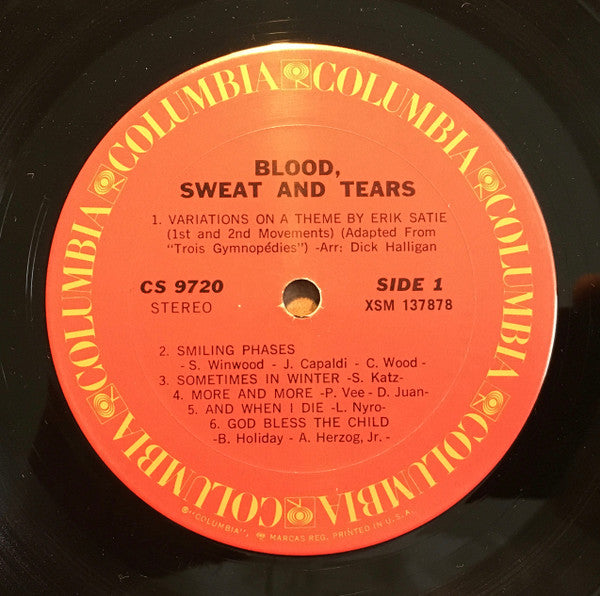 COLUMBIA COLUMBIA COLUMBIA COLUMBIA COLUMBIA COLUMBIA
BLOOD,
SWEAT AND TEARS
1. VARIATIONS ON A THEME BY ERIK SATIE
(1st and 2nd Movements) (Adapted From
"Trois Gymnopédies") -Arr: Dick Halligan
CS 9720
SIDE 1
STEREO
XSM 137878
2. SMILING PHASES
- S. Winwood - J. Capaldi - C. Wood -
3. SOMETIMES IN WINTER -S. Katz-
4. MORE AND MORE -P. Vee - D. Juan-
5. AND WHEN I DIE -L. Nyro-
6. GOD BLESS THE CHILD
-B. Holiday - A. Herzog, Jr. -
®"COLUMBIA", MARCAS REG. PRINTED IN U.S.A.